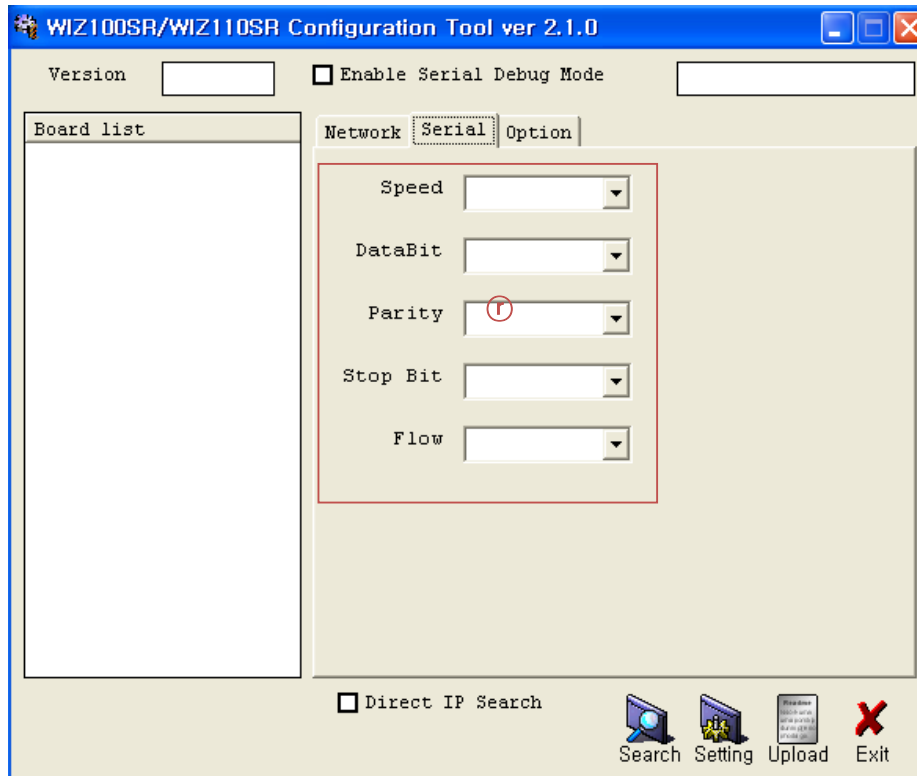 WIZ100SR/WIZ110SR Configuration Tool ver 2.1.0
Version
Enable Serial Debug Mode
Board list
Network Serial Option
Speed
DataBit
Parity ⓡ
Stop Bit
Flow
Direct IP Search
Readme
Search Setting Upload Exit